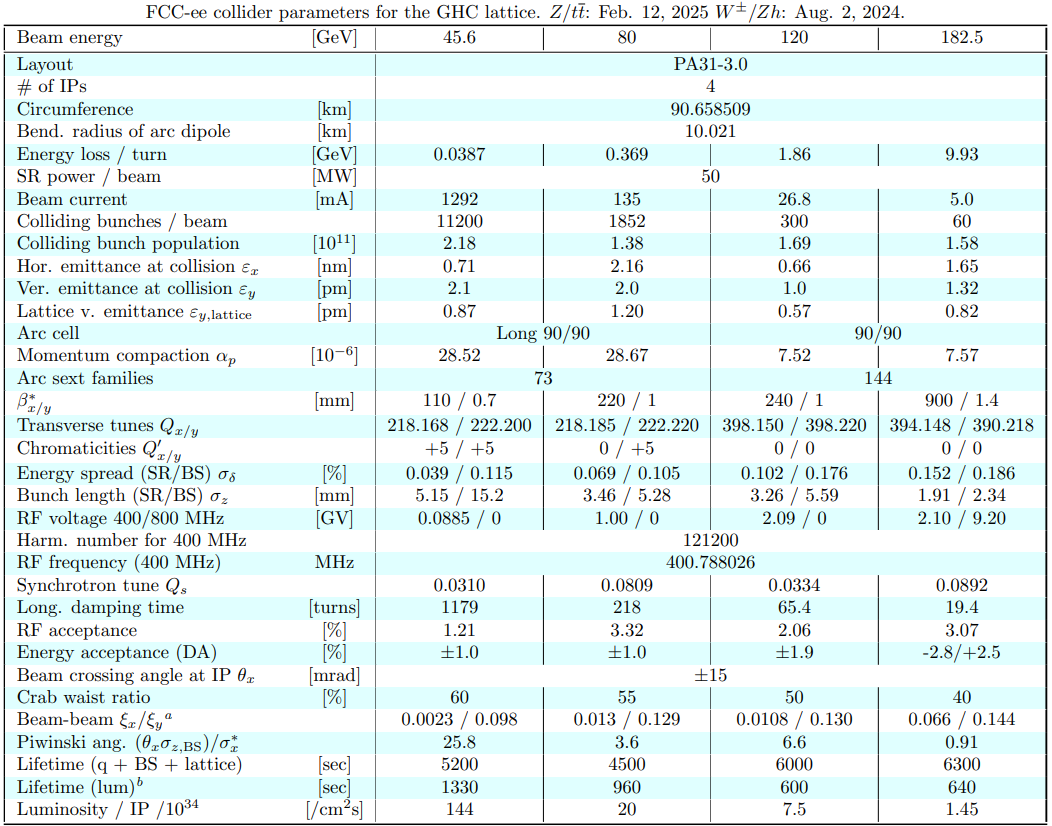 FCC-ee collider parameters for the GHC lattice. Z/tt̄: Feb. 12, 2025 W±/Zh: Aug. 2, 2024.
Beam energy [GeV] 45.6 80 120 182.5
Layout PA31-3.0
# of IPs 4
Circumference [km] 90.658509
Bend. radius of arc dipole [km] 10.021
Energy loss / turn [GeV] 0.0387 0.369 1.86 9.93
SR power / beam [MW] 50
Beam current [mA] 1292 135 26.8 5.0
Colliding bunches / beam 11200 1852 300 60
Colliding bunch population [10¹¹] 2.18 1.38 1.69 1.58
Hor. emittance at collision εx [nm] 0.71 2.16 0.66 1.65
Ver. emittance at collision εy [pm] 2.1 2.0 1.0 1.32
Lattice v. emittance εy,lattice [pm] 0.87 1.20 0.57 0.82
Arc cell Long 90/90 90/90
Momentum compaction αp [10⁻⁶] 28.52 28.67 7.52 7.57
Arc sext families 73 144
β*x/y [mm] 110 / 0.7 220 / 1 240 / 1 900 / 1.4
Transverse tunes Qx/y 218.168 / 222.200 218.185 / 222.220 398.150 / 398.220 394.148 / 390.218
Chromaticities Q′x/y +5 / +5 0 / +5 0 / 0 0 / 0
Energy spread (SR/BS) σδ [%] 0.039 / 0.115 0.069 / 0.105 0.102 / 0.176 0.152 / 0.186
Bunch length (SR/BS) σz [mm] 5.15 / 15.2 3.46 / 5.28 3.26 / 5.59 1.91 / 2.34
RF voltage 400/800 MHz [GV] 0.0885 / 0 1.00 / 0 2.09 / 0 2.10 / 9.20
Harm. number for 400 MHz 121200
RF frequency (400 MHz) MHz 400.788026
Synchrotron tune Qs 0.0310 0.0809 0.0334 0.0892
Long. damping time [turns] 1179 218 65.4 19.4
RF acceptance [%] 1.21 3.32 2.06 3.07
Energy acceptance (DA) [%] ±1.0 ±1.0 ±1.9 -2.8/+2.5
Beam crossing angle at IP θx [mrad] ±15
Crab waist ratio [%] 60 55 50 40
Beam-beam ξx/ξy ᵃ 0.0023 / 0.098 0.013 / 0.129 0.0108 / 0.130 0.066 / 0.144
Piwinski ang. (θxσz,BS)/σ*x 25.8 3.6 6.6 0.91
Lifetime (q + BS + lattice) [sec] 5200 4500 6000 6300
Lifetime (lum)ᵇ [sec] 1330 960 600 640
Luminosity / IP /10³⁴ [/cm²s] 144 20 7.5 1.45